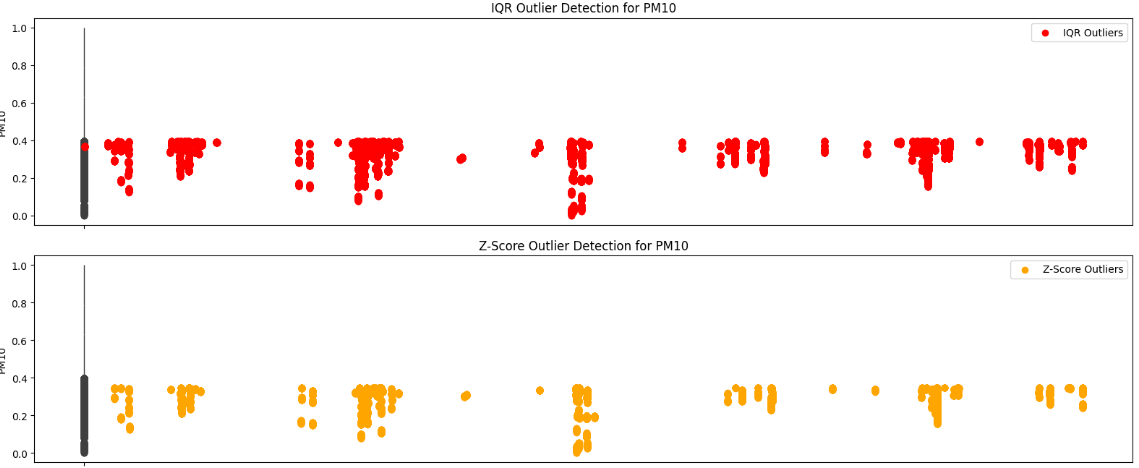 IQR Outlier Detection for PM10
1.0
0.8
0.6
0.4
0.2
0.0
PM10
IQR Outliers
Z-Score Outlier Detection for PM10
1.0
0.8
0.6
0.4
0.2
0.0
PM10
Z-Score Outliers